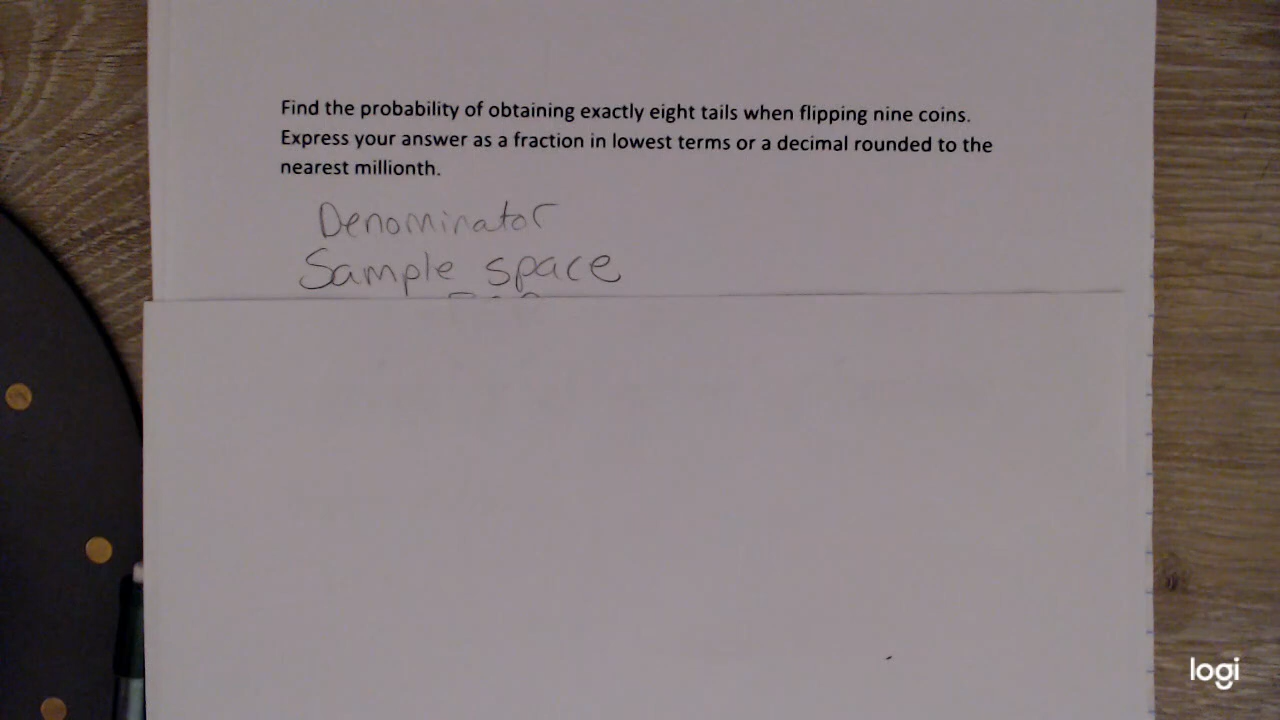 Find the probability of obtaining exactly eight tails when flipping nine coins.
Express your answer as a fraction in lowest terms or a decimal rounded to the
nearest millionth.
Denominator
Sample space
logi